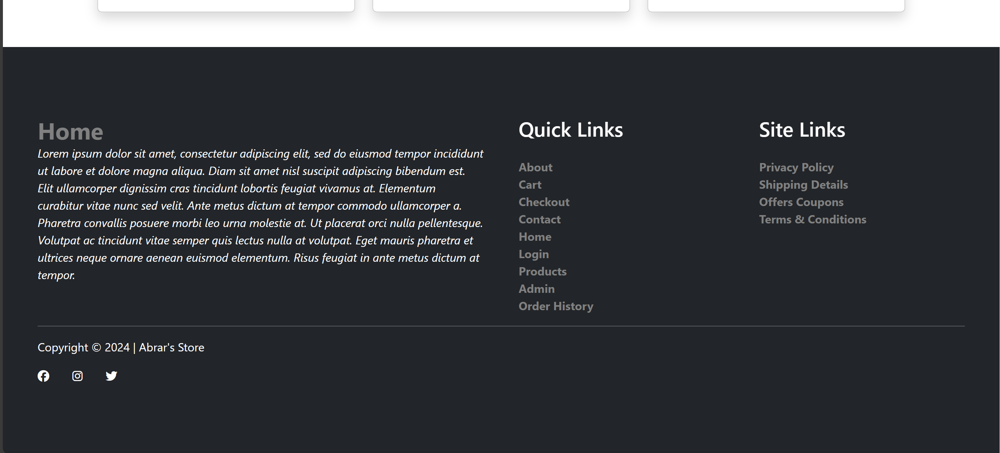 Home
Lorem ipsum dolor sit amet, consectetur adipiscing elit, sed do eiusmod tempor incididunt
ut labore et dolore magna aliqua. Diam sit amet nisl suscipit adipiscing bibendum est.
Elit ullamcorper dignissim cras tincidunt lobortis feugiat vivamus at. Elementum
curabitur vitae nunc sed velit. Ante metus dictum at tempor commodo ullamcorper a.
Pharetra convallis posuere morbi leo urna molestie at. Ut placerat orci nulla pellentesque.
Volutpat ac tincidunt vitae semper quis lectus nulla at volutpat. Eget mauris pharetra et
ultrices neque ornare aenean euismod elementum. Risus feugiat in ante metus dictum at
tempor.
Quick Links
About
Cart
Checkout
Contact
Home
Login
Products
Admin
Order History
Site Links
Privacy Policy
Shipping Details
Offers Coupons
Terms & Conditions
Copyright © 2024 | Abrar's Store